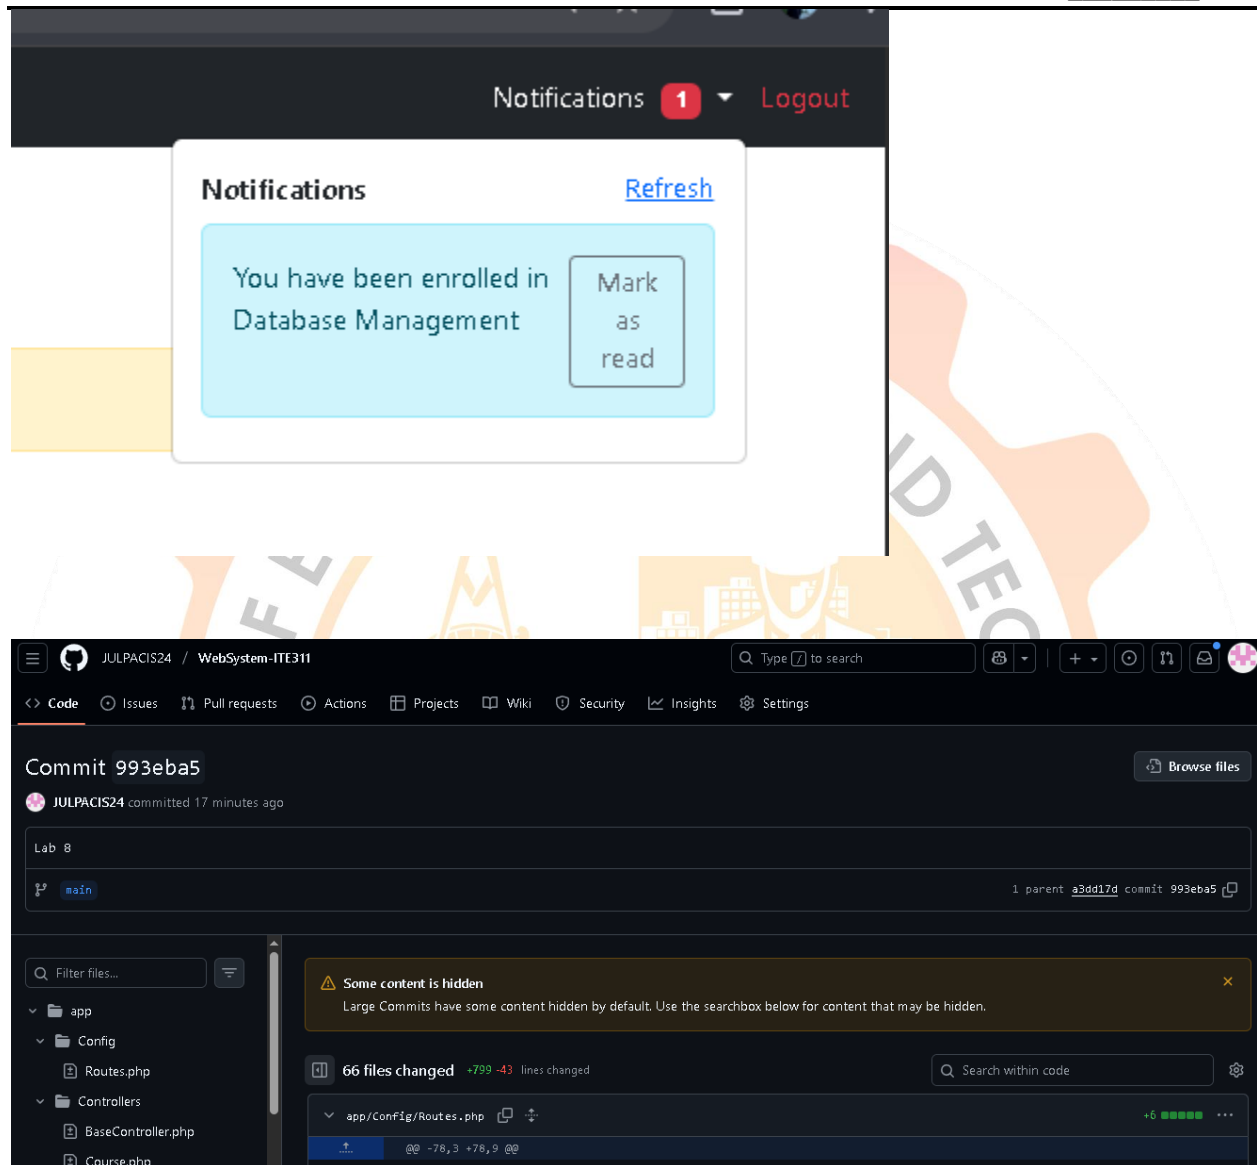 Notifications 1 Logout
Notifications Refresh
You have been enrolled in
Database Management
Mark
as
read
F E
ND TEC
JULPACIS24 / WebSystem-ITE311
Type / to search
Code Issues Pull requests Actions Projects Wiki Security Insights Settings
Commit 993eba5
Browse files
JULPACIS24 committed 17 minutes ago
Lab 8
main
1 parent a3dd17d commit 993eba5
Filter files...
Some content is hidden
Large Commits have some content hidden by default. Use the searchbox below for content that may be hidden.
app
Config
Routes.php
Controllers
BaseController.php
Course.php
66 files changed +799 -43 lines changed
Search within code
app/Config/Routes.php
+6
@@ -78,3 +78,9 @@